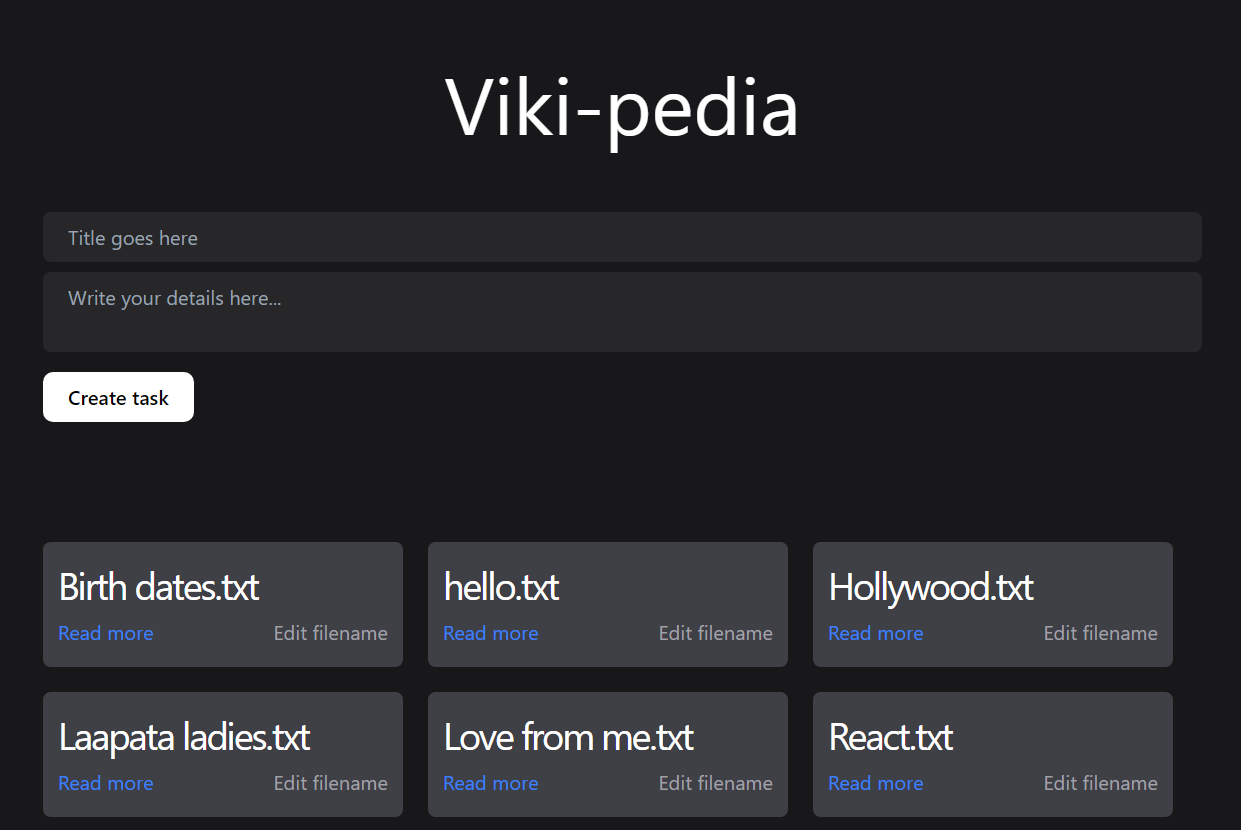 Viki-pedia
Title goes here
Write your details here...
Create task
Birth dates.txt
Read more
Edit filename
hello.txt
Read more
Edit filename
Hollywood.txt
Read more
Edit filename
Laapata ladies.txt
Read more
Edit filename
Love from me.txt
Read more
Edit filename
React.txt
Read more
Edit filename